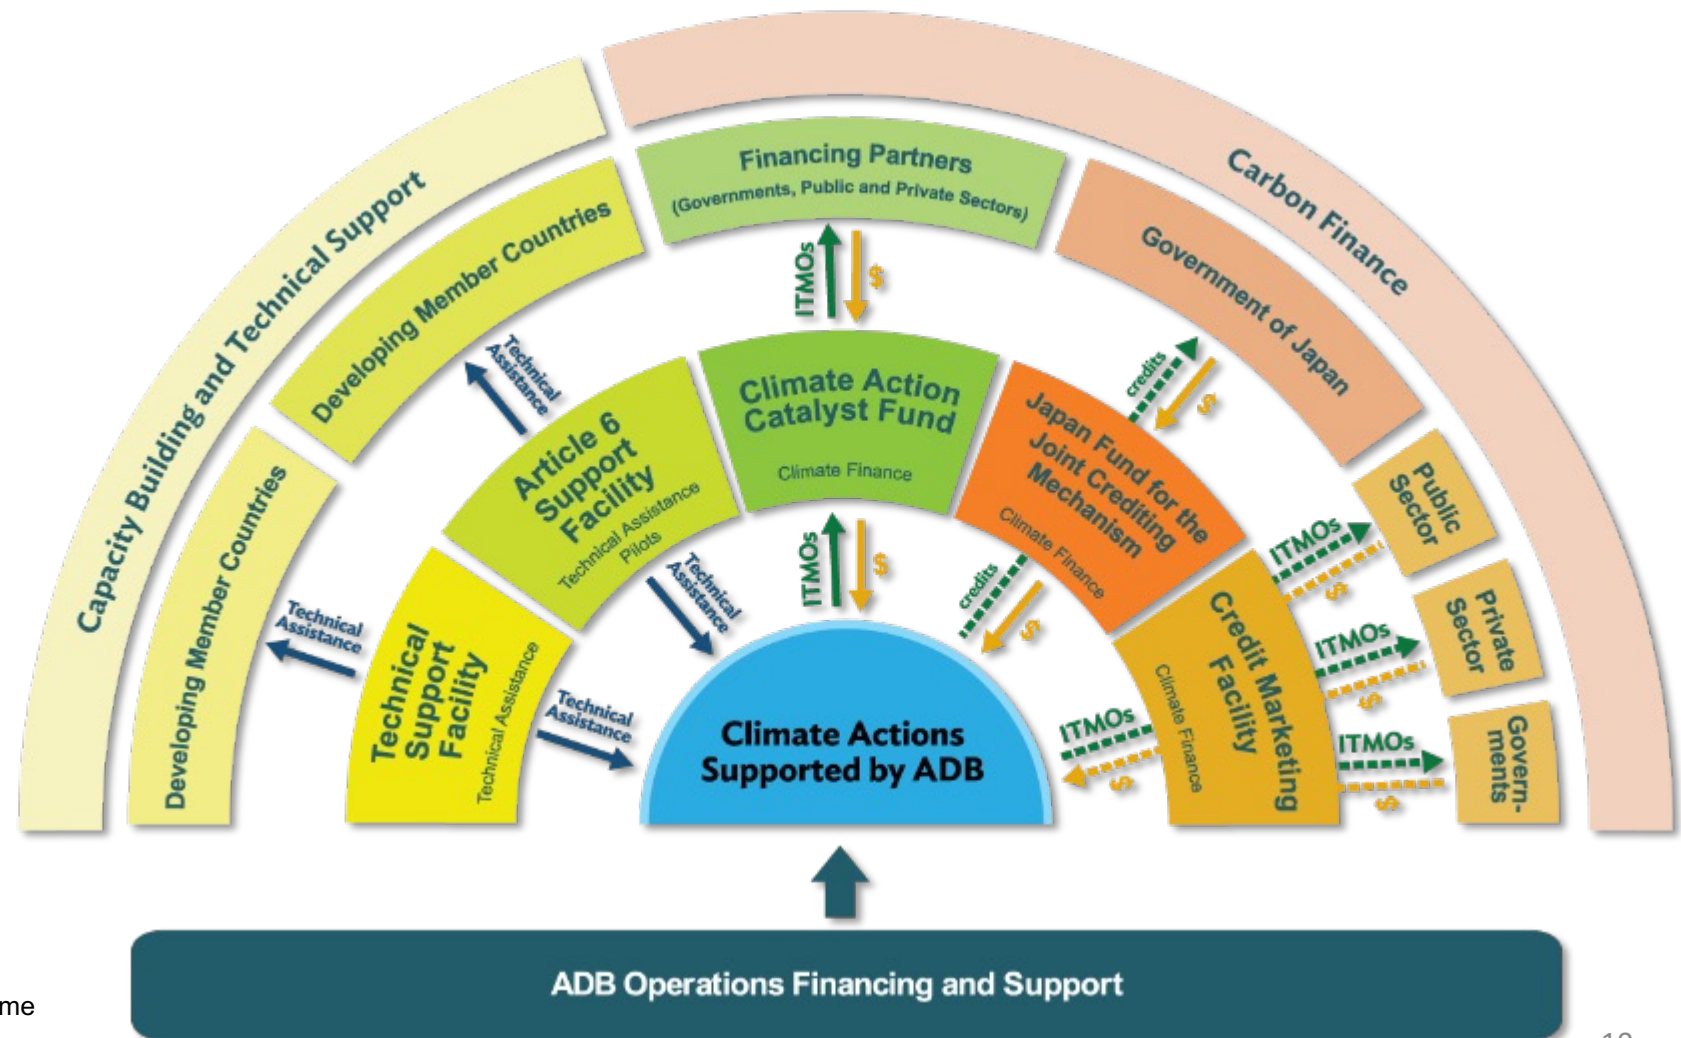 Capacity Building and Technical Support
Carbon Finance
Developing Member Countries
Developing Member Countries
Financing Partners
(Governments, Public and Private Sectors)
Government of Japan
Public
Sector
Private
Sector
Govern-
ments
Technical
Assistance
Technical
Assistance
ITMOs
$
credits
$
ITMOs
$
ITMOs
$
ITMOs
$
Technical
Support
Facility
Technical Assistance
Article 6
Support
Facility
Technical Assistance
Pilots
Climate Action
Catalyst Fund
Climate Finance
Japan Fund for the
Joint Crediting
Mechanism
Climate Finance
Credit Marketing
Facility
Climate Finance
Technical
Assistance
Technical
Assistance
ITMOs
$
credits
$
ITMOs
$
Climate Actions
Supported by ADB
ADB Operations Financing and Support
me